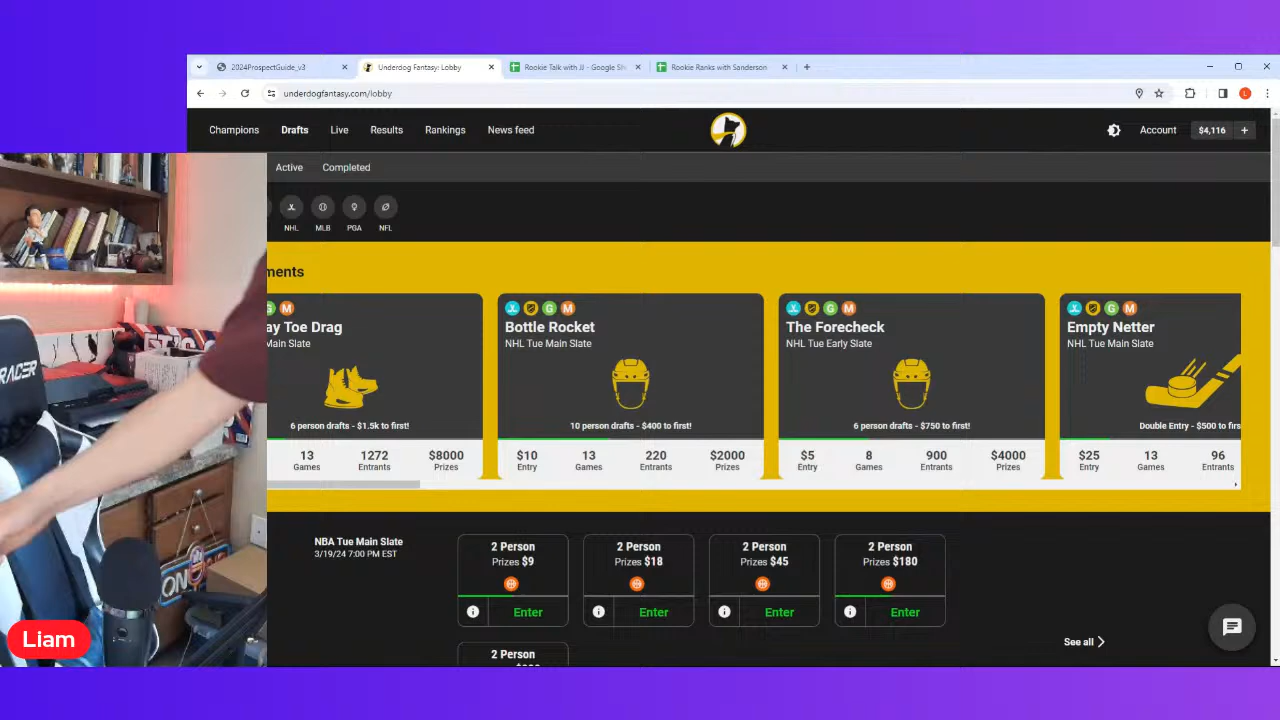 2024ProspectGuide_v3
Underdog Fantasy: Lobby
Rookie Talk with JJ - Google Sh
Rookie Ranks with Sanderson
underdogfantasy.com/lobby
Champions
Drafts
Live
Results
Rankings
News feed
Account
$4,116
Active
Completed
NHL
MLB
PGA
NFL
ments
ay Toe Drag
Main Slate
6 person drafts - $1.5k to first!
13
Games
1272
Entrants
$8000
Prizes
G
M
Bottle Rocket
NHL Tue Main Slate
10 person drafts - $400 to first!
$10
Entry
13
Games
220
Entrants
$2000
Prizes
G
M
The Forecheck
NHL Tue Early Slate
6 person drafts - $750 to first!
$5
Entry
8
Games
900
Entrants
$4000
Prizes
G
M
Empty Netter
NHL Tue Main Slate
Double Entry - $500 to firs
$25
Entry
13
Games
96
Entrants
NBA Tue Main Slate
3/19/24 7:00 PM EST
2 Person
Prizes $9
Enter
2 Person
Prizes $18
Enter
2 Person
Prizes $45
Enter
2 Person
Prizes $180
Enter
2 Person
See all
RACER
ON
Liam